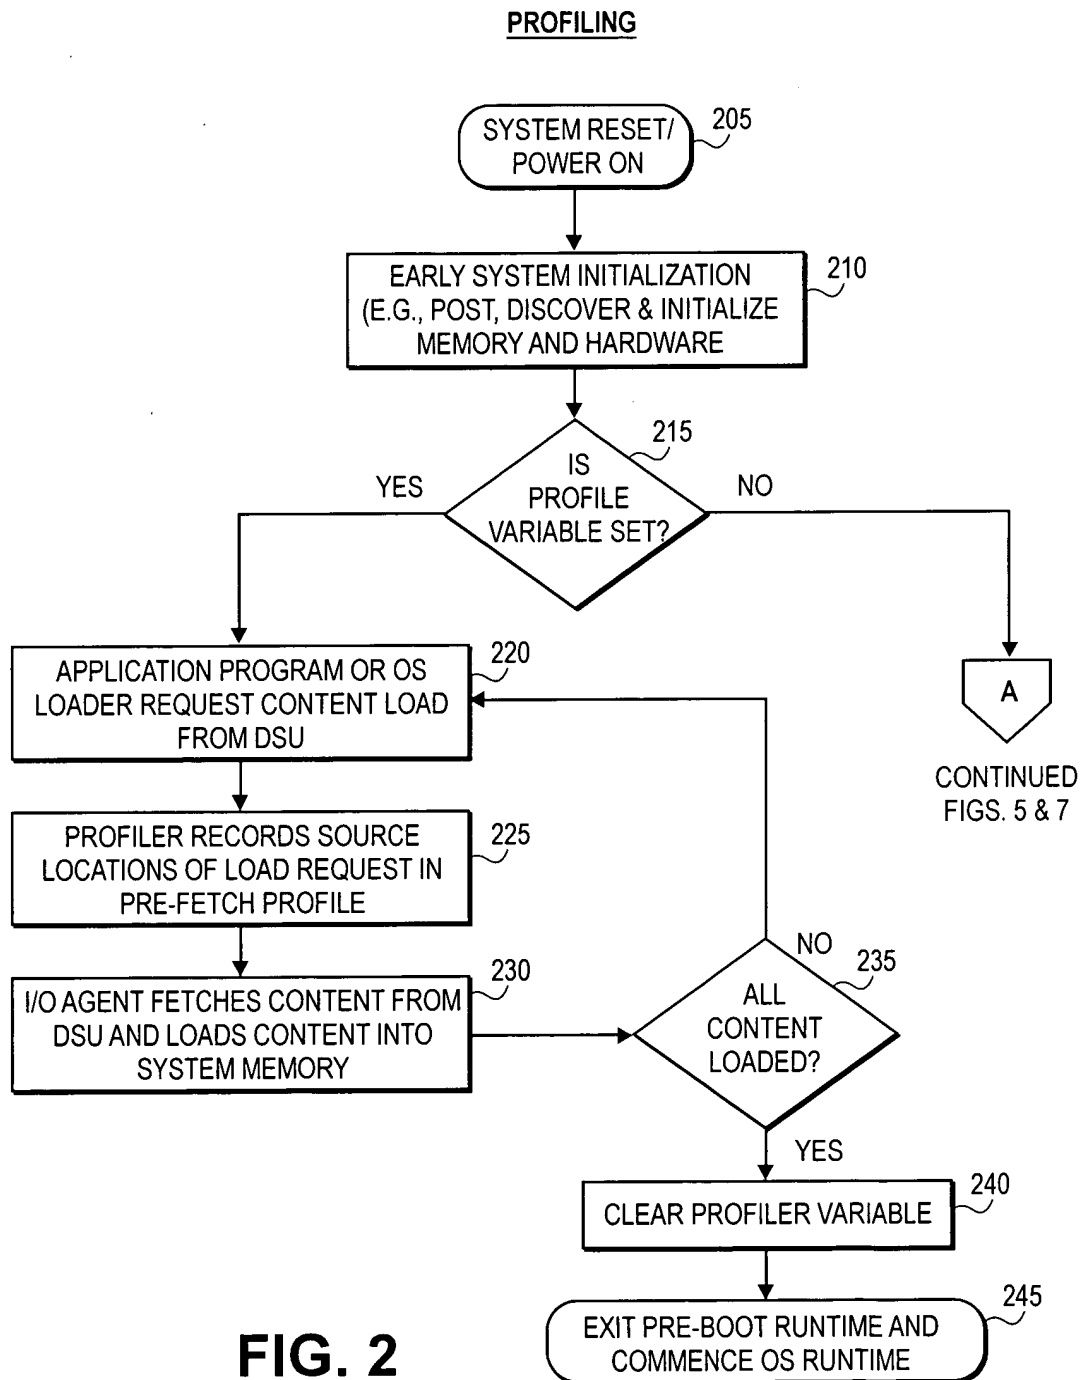 PROFILING
SYSTEM RESET/
POWER ON
205
EARLY SYSTEM INITIALIZATION
(E.G., POST, DISCOVER & INITIALIZE
MEMORY AND HARDWARE
210
IS
PROFILE
VARIABLE SET?
215
YES
NO
APPLICATION PROGRAM OR OS
LOADER REQUEST CONTENT LOAD
FROM DSU
220
A
CONTINUED
FIGS. 5 & 7
PROFILER RECORDS SOURCE
LOCATIONS OF LOAD REQUEST IN
PRE-FETCH PROFILE
225
I/O AGENT FETCHES CONTENT FROM
DSU AND LOADS CONTENT INTO
SYSTEM MEMORY
230
NO
ALL
CONTENT
LOADED?
235
YES
CLEAR PROFILER VARIABLE
240
EXIT PRE-BOOT RUNTIME AND
COMMENCE OS RUNTIME
245
FIG. 2